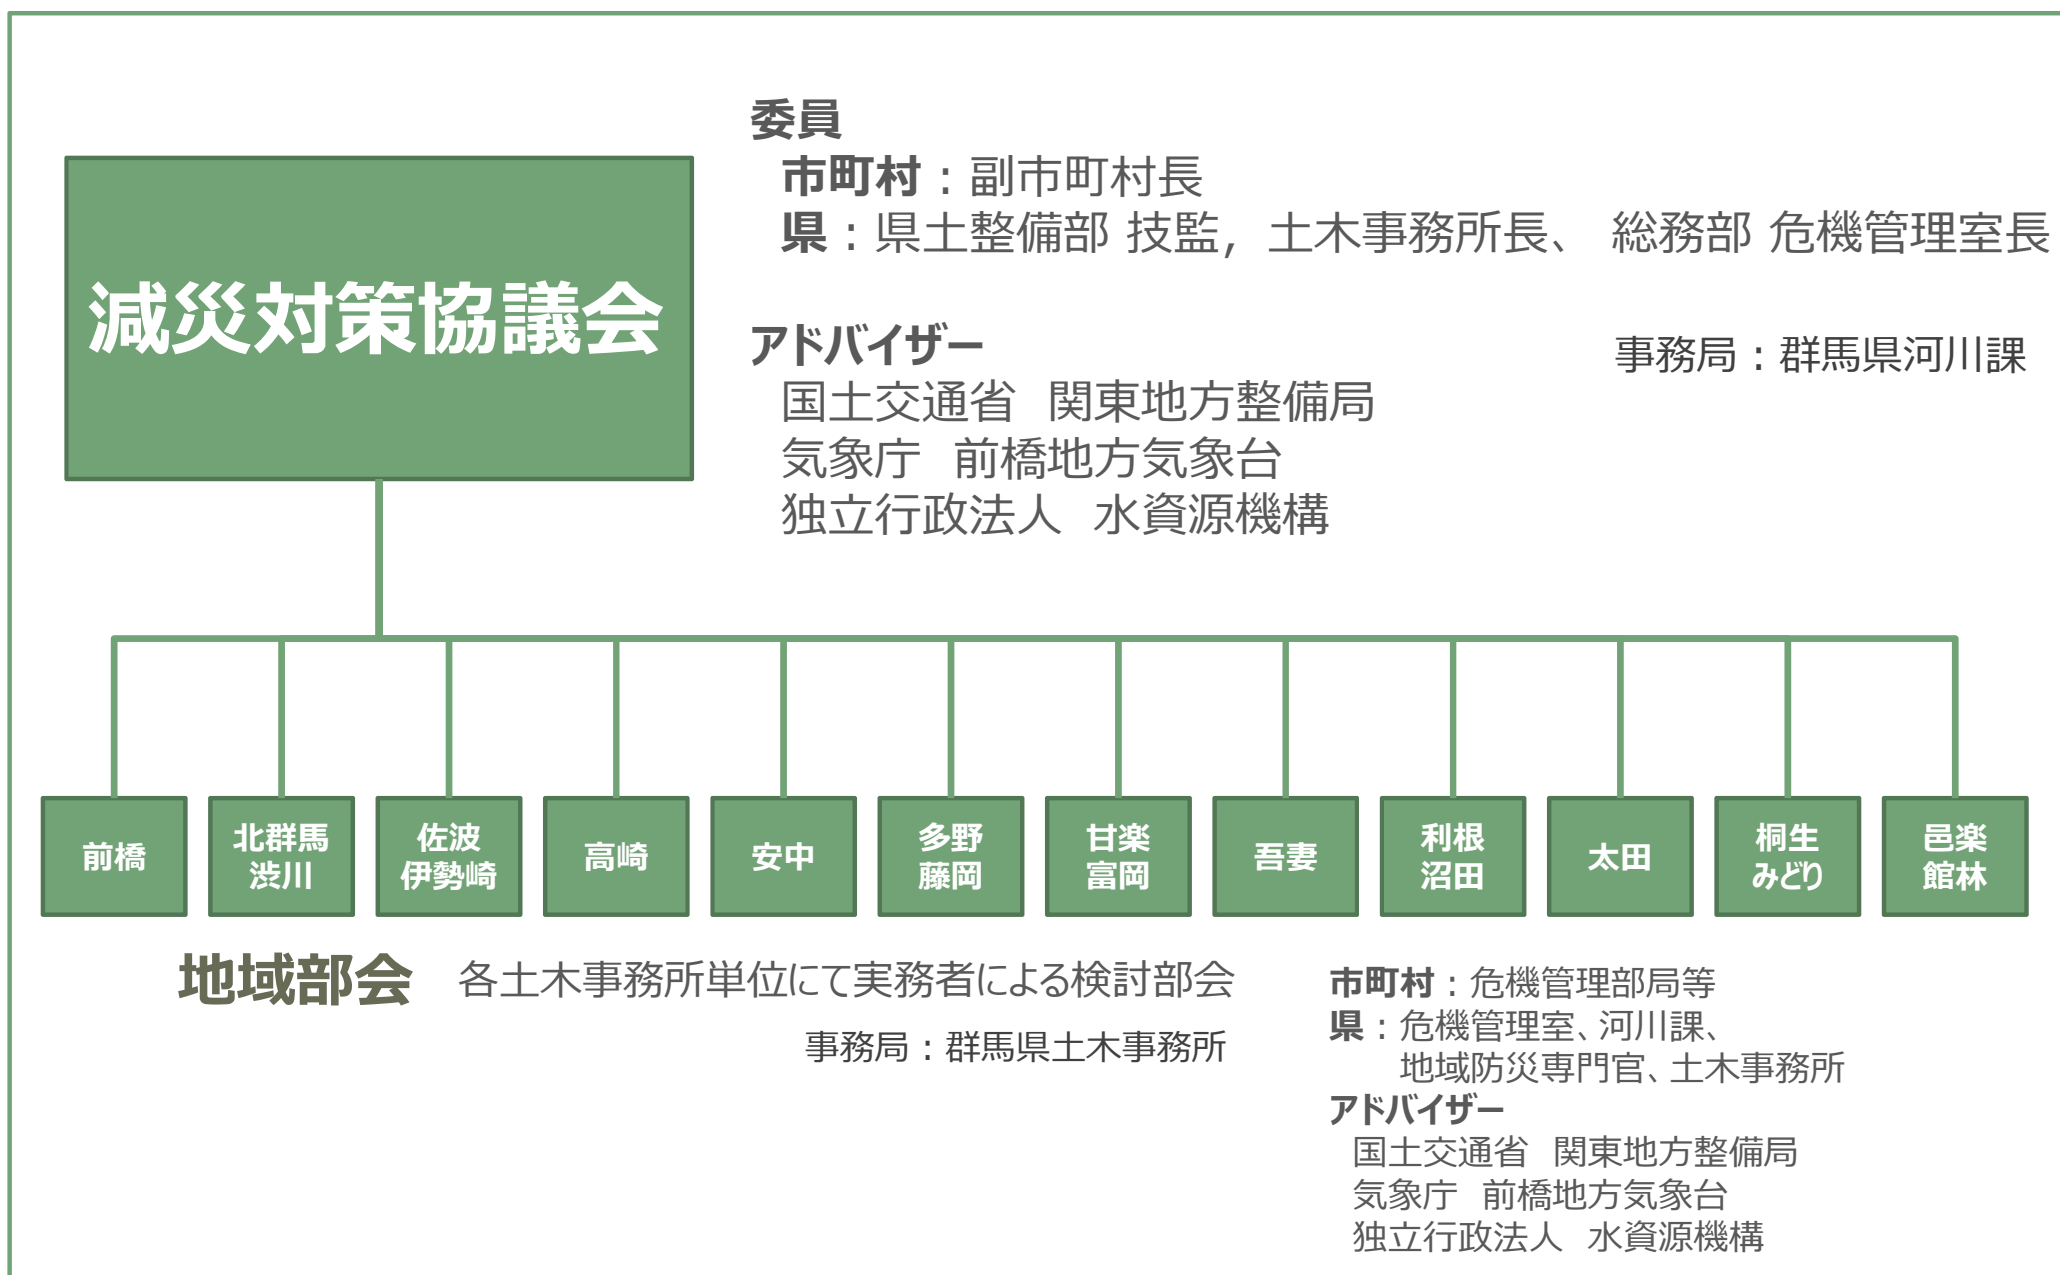 減災対策協議会
委員
市町村：副市町村長
県：県土整備部 技監, 土木事務所長、 総務部 危機管理室長
アドバイザー
国土交通省　関東地方整備局
気象庁　前橋地方気象台
独立行政法人　水資源機構
事務局：群馬県河川課
前橋
北群馬
渋川
佐波
伊勢崎
高崎
安中
多野
藤岡
甘楽
富岡
吾妻
利根
沼田
太田
桐生
みどり
邑楽
館林
地域部会　各土木事務所単位にて実務者による検討部会
事務局：群馬県土木事務所
市町村：危機管理部局等
県：危機管理室、河川課、
地域防災専門官、土木事務所
アドバイザー
国土交通省　関東地方整備局
気象庁　前橋地方気象台
独立行政法人　水資源機構